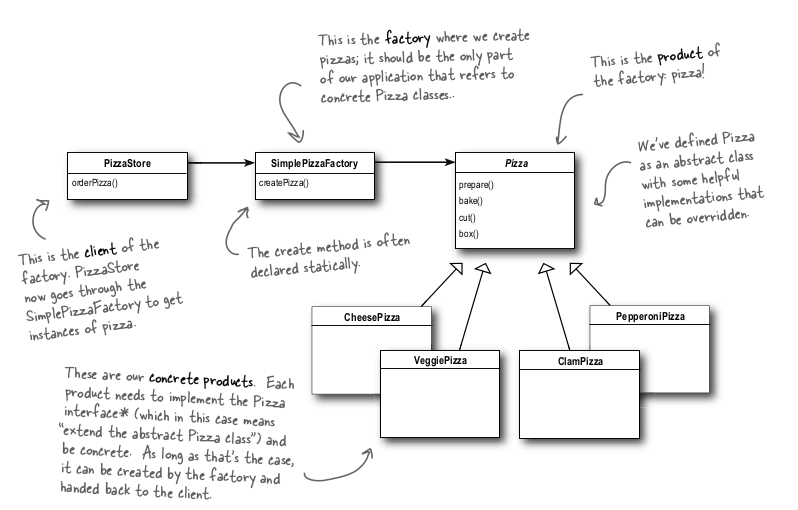 This is the factory where we create
pizzas; it should be the only part
of our application that refers to
concrete Pizza classes..
This is the product of
the factory: pizza!
PizzaStore
orderPizza()
SimplePizzaFactory
createPizza()
Pizza
prepare()
bake()
cut()
box()
We've defined Pizza
as an abstract class
with some helpful
implementations that
can be overridden.
This is the client of the
factory. PizzaStore
now goes through the
SimplePizzaFactory to get
instances of pizza.
The create method is often
declared statically.
CheesePizza
VeggiePizza
ClamPizza
PepperoniPizza
These are our concrete products. Each
product needs to implement the Pizza
interface* (which in this case means
"extend the abstract Pizza class") and
be concrete. As long as that's the case,
it can be created by the factory and
handed back to the client.